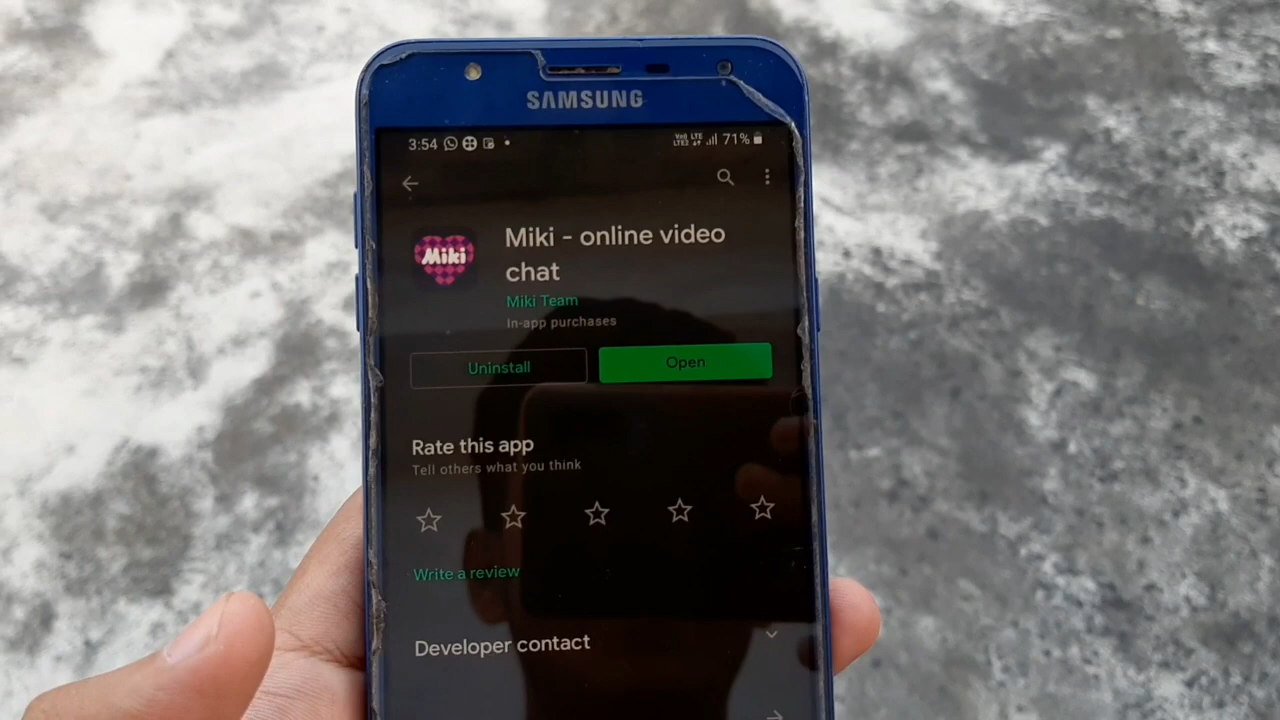 SAMSUNG
3:54
71%
Miki
Miki - online video
chat
Miki Team
In-app purchases
Uninstall
Open
Rate this app
Tell others what you think
Write a review
Developer contact